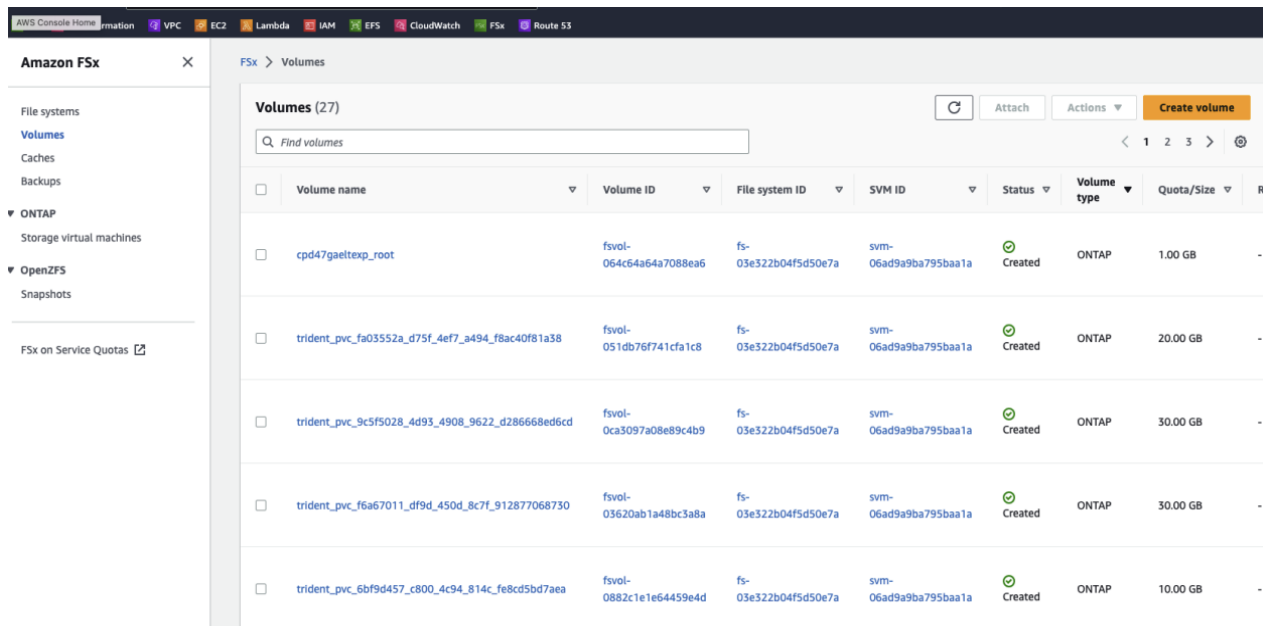 AWS Console Home rmation VPC EC2 Lambda IAM EFS CloudWatch FSx Route 53
Amazon FSx
File systems
Volumes
Caches
Backups
ONTAP
Storage virtual machines
OpenZFS
Snapshots
FSx on Service Quotas
FSx > Volumes
Volumes (27)
Attach Actions Create volume
Find volumes
1 2 3
Volume name Volume ID File system ID SVM ID Status Volume type Quota/Size R
cpd47gaeltexp_root fsvol-064c64a64a7088ea6 fs-03e322b04f5d50e7a svm-06ad9a9ba795baa1a Created ONTAP 1.00 GB -
trident_pvc_fa03552a_d75f_4ef7_a494_f8ac40f81a38 fsvol-051db76f741cfa1c8 fs-03e322b04f5d50e7a svm-06ad9a9ba795baa1a Created ONTAP 20.00 GB -
trident_pvc_9c5f5028_4d93_4908_9622_d286668ed6cd fsvol-0ca3097a08e89c4b9 fs-03e322b04f5d50e7a svm-06ad9a9ba795baa1a Created ONTAP 30.00 GB -
trident_pvc_f6a67011_df9d_450d_8c7f_912877068730 fsvol-03620ab1a48bc3a8a fs-03e322b04f5d50e7a svm-06ad9a9ba795baa1a Created ONTAP 30.00 GB -
trident_pvc_6bf9d457_c800_4c94_814c_fe8cd5bd7aea fsvol-0882c1e1e64459e4d fs-03e322b04f5d50e7a svm-06ad9a9ba795baa1a Created ONTAP 10.00 GB -